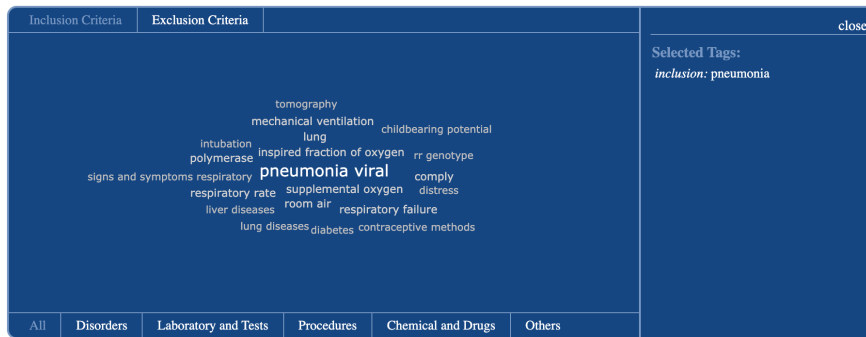 Inclusion Criteria Exclusion Criteria
close
Selected Tags:
inclusion: pneumonia
tomography
mechanical ventilation
childbearing potential
lung
intubation
inspired fraction of oxygen
rr genotype
polymerase
pneumonia viral
signs and symptoms respiratory
comply
supplemental oxygen
distress
respiratory rate
room air
liver diseases
respiratory failure
lung diseases
diabetes
contraceptive methods
All Disorders Laboratory and Tests Procedures Chemical and Drugs Others